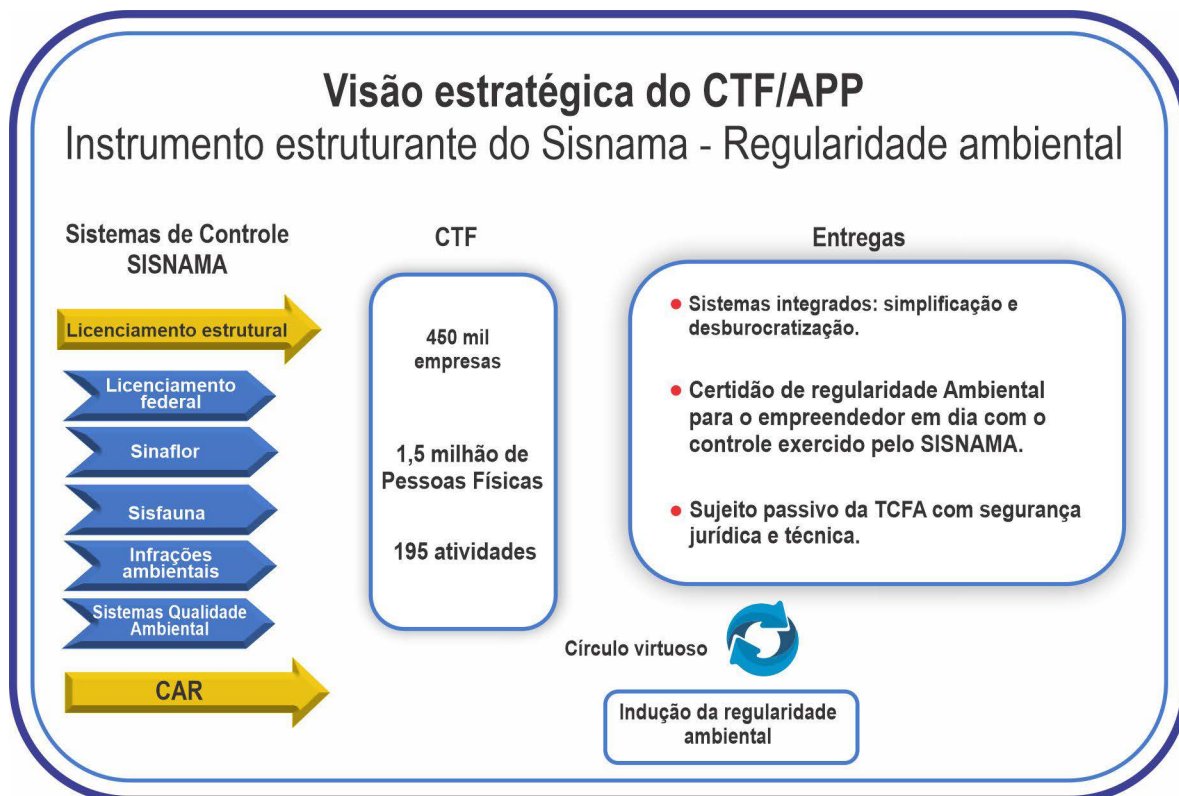 Visão estratégica do CTF/APP
Instrumento estruturante do Sisnama - Regularidade ambiental
Sistemas de Controle
SISNAMA
Licenciamento estrutural
Licenciamento
federal
Sinaflor
Sisfauna
Infrações
ambientais
Sistemas Qualidade
Ambiental
CAR
CTF
450 mil
empresas
1,5 milhão de
Pessoas Físicas
195 atividades
Entregas
Sistemas integrados: simplificação e
desburocratização.
Certidão de regularidade Ambiental
para o empreendedor em dia com o
controle exercido pelo SISNAMA.
Sujeito passivo da TCFA com segurança
jurídica e técnica.
Círculo virtuoso
Indução da regularidade
ambiental